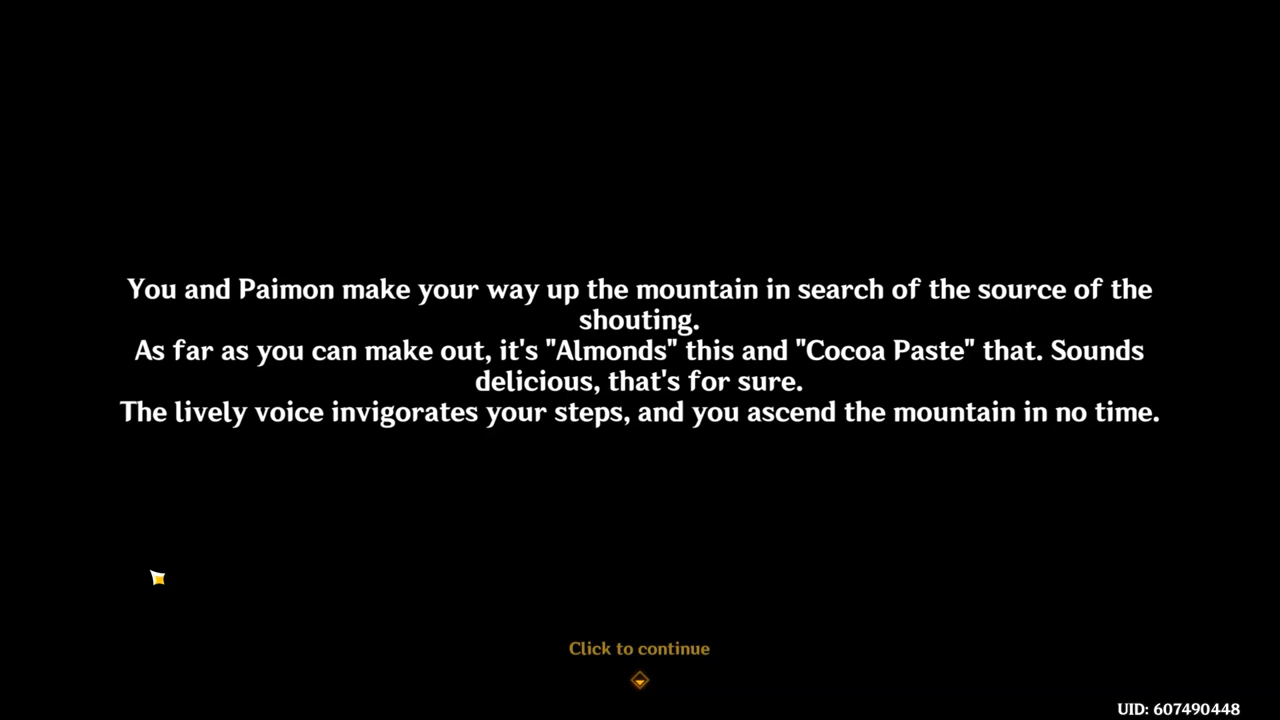 You and Paimon make your way up the mountain in search of the source of the
shouting.
As far as you can make out, it's "Almonds" this and "Cocoa Paste" that. Sounds
delicious, that's for sure.
The lively voice invigorates your steps, and you ascend the mountain in no time.
Click to continue
UID: 607490448